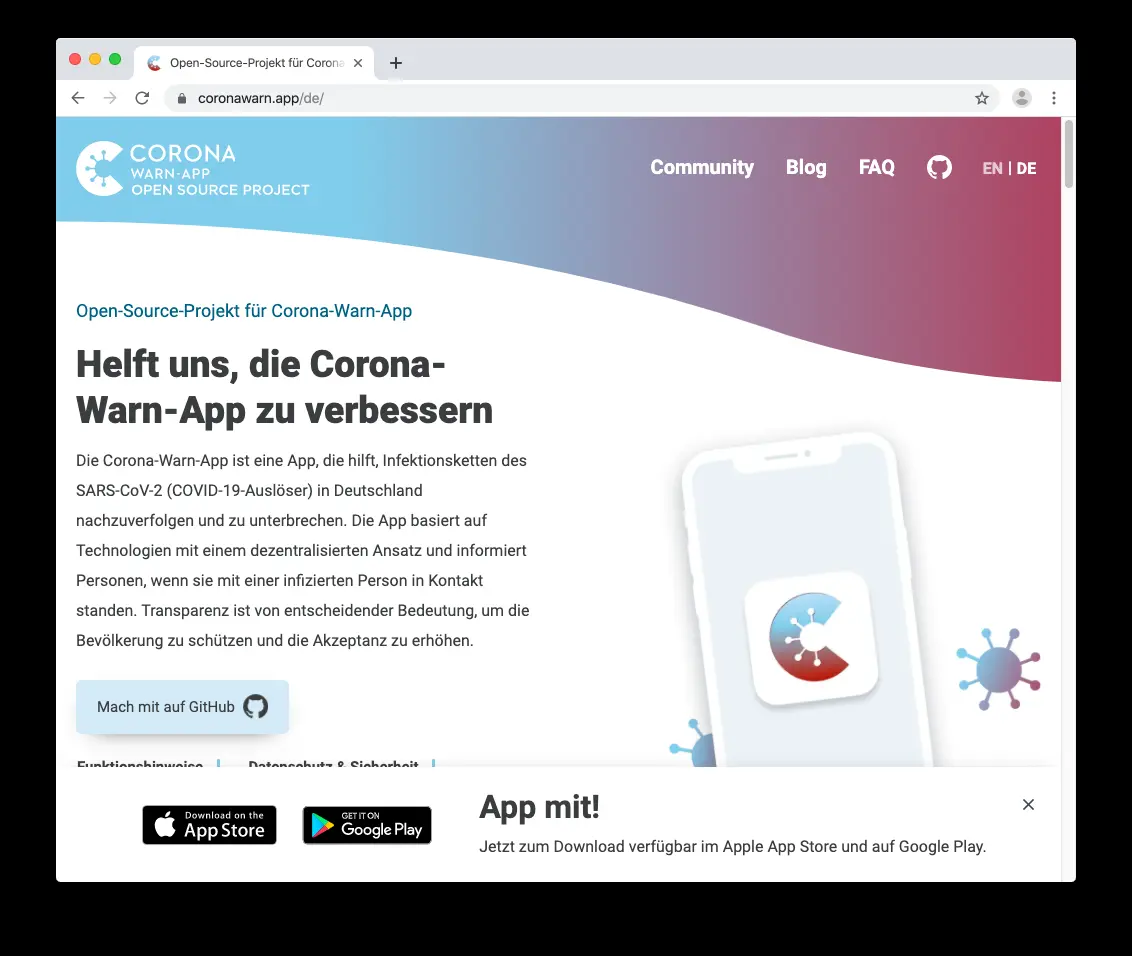 Open-Source-Projekt für Corona
coronawarn.app/de/
CORONA
WARN-APP
OPEN SOURCE PROJECT
Community Blog FAQ EN | DE
Open-Source-Projekt für Corona-Warn-App
Helft uns, die Corona-
Warn-App zu verbessern
Die Corona-Warn-App ist eine App, die hilft, Infektionsketten des
SARS-CoV-2 (COVID-19-Auslöser) in Deutschland
nachzuverfolgen und zu unterbrechen. Die App basiert auf
Technologien mit einem dezentralisierten Ansatz und informiert
Personen, wenn sie mit einer infizierten Person in Kontakt
standen. Transparenz ist von entscheidender Bedeutung, um die
Bevölkerung zu schützen und die Akzeptanz zu erhöhen.
Mach mit auf GitHub
Funktionshinweise Datenschutz & Sicherheit
Download on the
App Store
GET IT ON
Google Play
App mit!
Jetzt zum Download verfügbar im Apple App Store und auf Google Play.